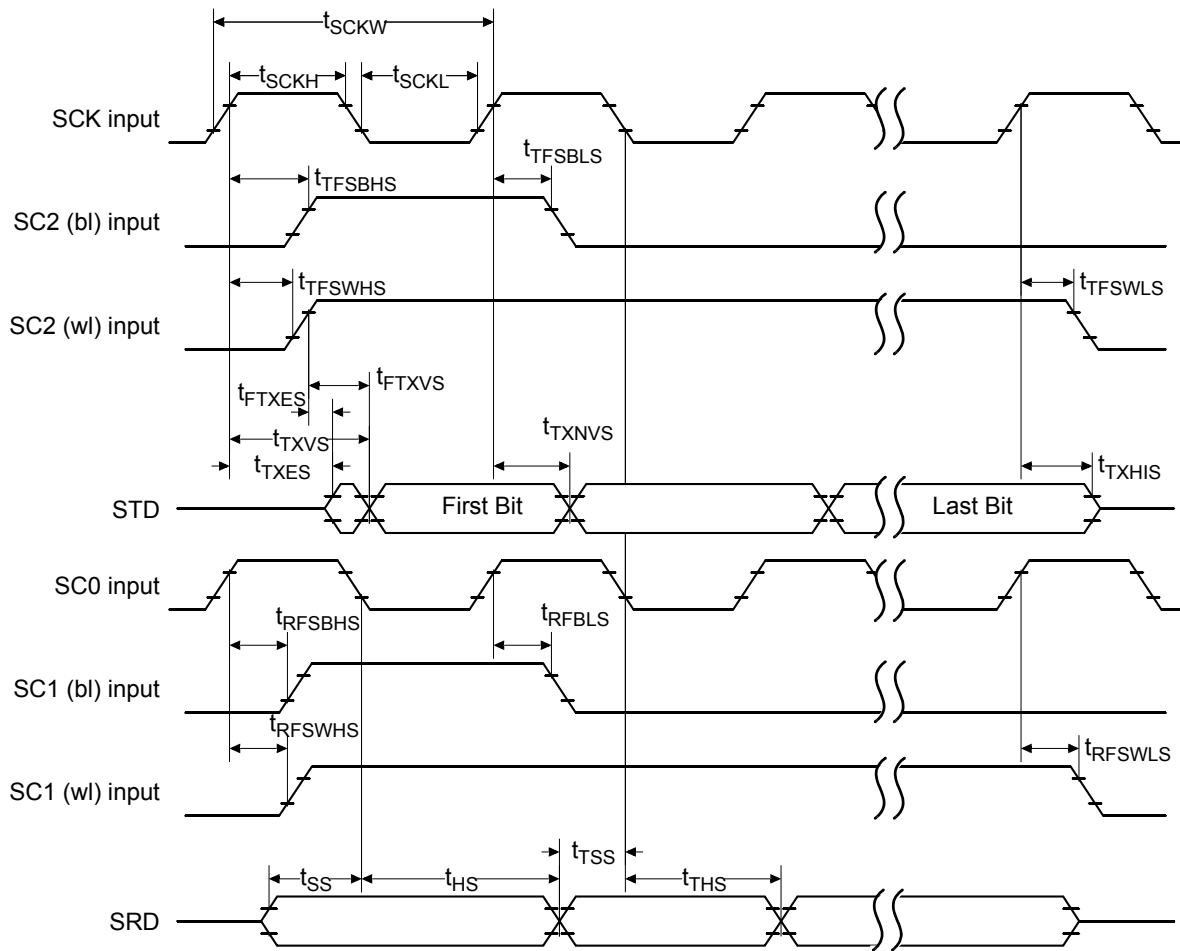 tSCKW
tSCKH
tSCKL
SCK input
tTFSBHS
tTFSBLS
SC2 (bl) input
tTFSWHS
tTFSWLS
SC2 (wl) input
tFTXES
tFTXVS
tTXVS
tTXNVS
tTXES
tTXHIS
STD
First Bit
Last Bit
SC0 input
tRFSBHS
tRFBLS
SC1 (bl) input
tRFSWHS
tRFSWLS
SC1 (wl) input
tTSS
tSS
tHS
tTHS
SRD